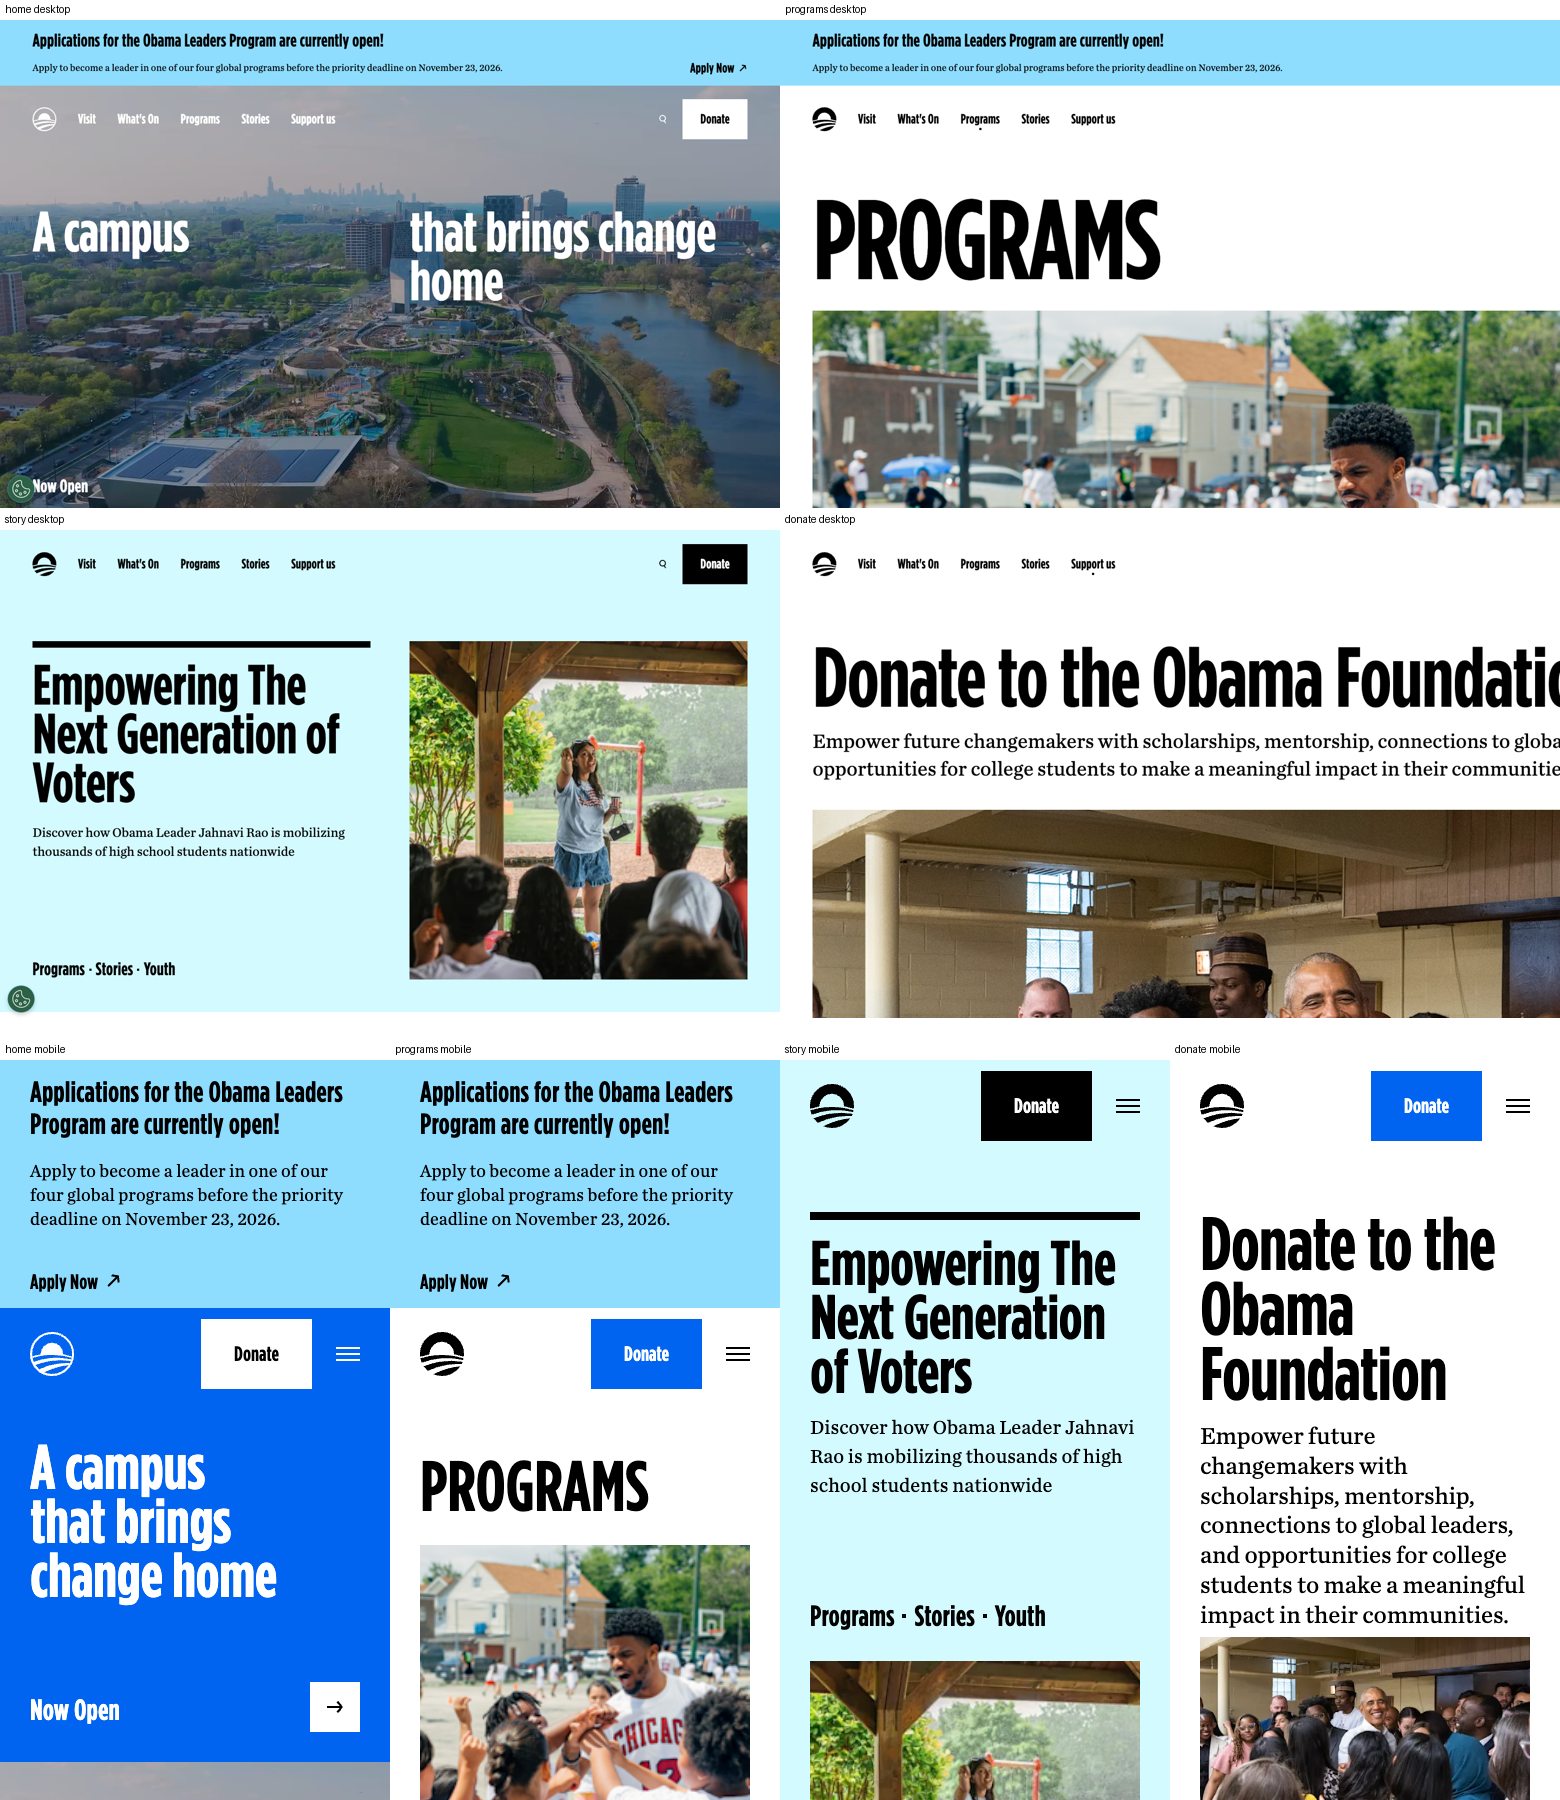 home desktop
Applications for the Obama Leaders Program are currently open!
Apply to become a leader in one of our four global programs before the priority deadline on November 23, 2026.
Apply Now ↗
Visit What's On Programs Stories Support us
Donate
A campus
that brings change
home
Now Open
programs desktop
Applications for the Obama Leaders Program are currently open!
Apply to become a leader in one of our four global programs before the priority deadline on November 23, 2026.
Visit What's On Programs Stories Support us
PROGRAMS
story desktop
Visit What's On Programs Stories Support us
Donate
Empowering The
Next Generation of
Voters
Discover how Obama Leader Jahnavi Rao is mobilizing
thousands of high school students nationwide
Programs · Stories · Youth
donate desktop
Visit What's On Programs Stories Support us
Donate to the Obama Foundatio
Empower future changemakers with scholarships, mentorship, connections to globa
opportunities for college students to make a meaningful impact in their communitie
home mobile
Applications for the Obama Leaders
Program are currently open!
Apply to become a leader in one of our
four global programs before the priority
deadline on November 23, 2026.
Apply Now ↗
Donate
A campus
that brings
change home
Now Open →
programs mobile
Applications for the Obama Leaders
Program are currently open!
Apply to become a leader in one of our
four global programs before the priority
deadline on November 23, 2026.
Apply Now ↗
Donate
PROGRAMS
CHICAG
story mobile
Donate
Empowering The
Next Generation
of Voters
Discover how Obama Leader Jahnavi
Rao is mobilizing thousands of high
school students nationwide
Programs · Stories · Youth
donate mobile
Donate
Donate to the
Obama
Foundation
Empower future
changemakers with
scholarships, mentorship,
connections to global leaders,
and opportunities for college
students to make a meaningful
impact in their communities.